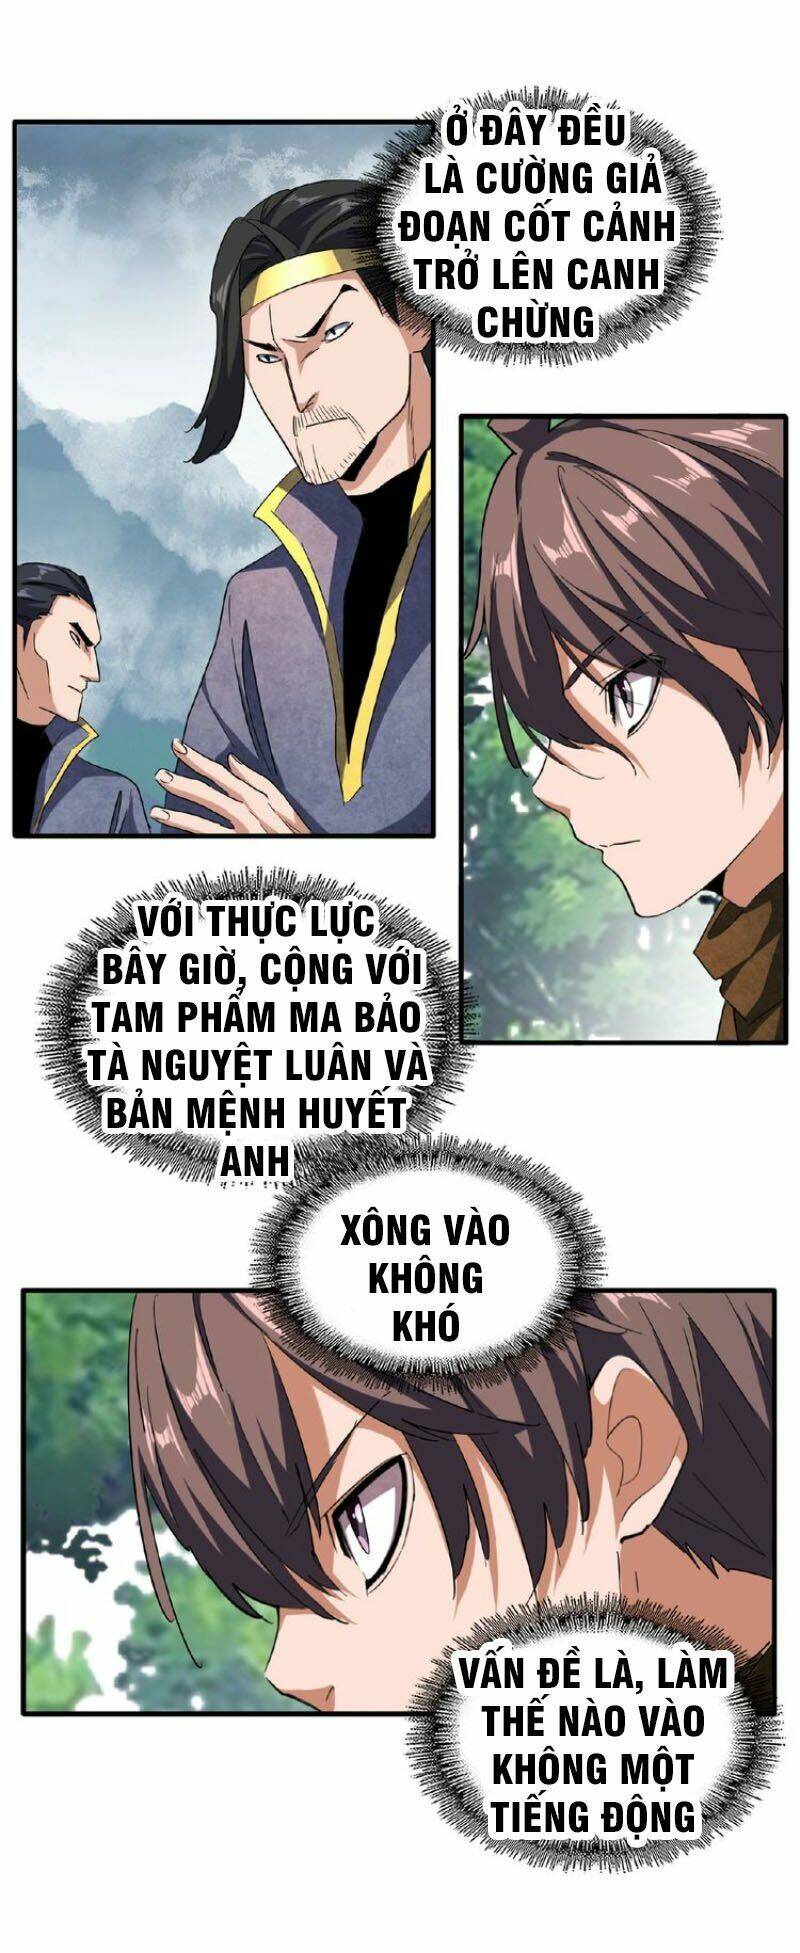 Ở ĐÂY ĐỀU
LÀ CƯỜNG GIẢ
ĐOẠN CỐT CẢNH
TRỞ LÊN CANH
CHỪNG
VỚI THỰC LỰC
BÂY GIỜ, CỘNG VỚI
TAM PHẨM MA BẢO
TÀ NGUYỆT LUÂN VÀ
BẢN MỆNH HUYẾT
ANH
XÔNG VÀO
KHÔNG
KHÓ
VẤN ĐỀ LÀ, LÀM
THẾ NÀO VÀO
KHÔNG MỘT
TIẾNG ĐỘNG